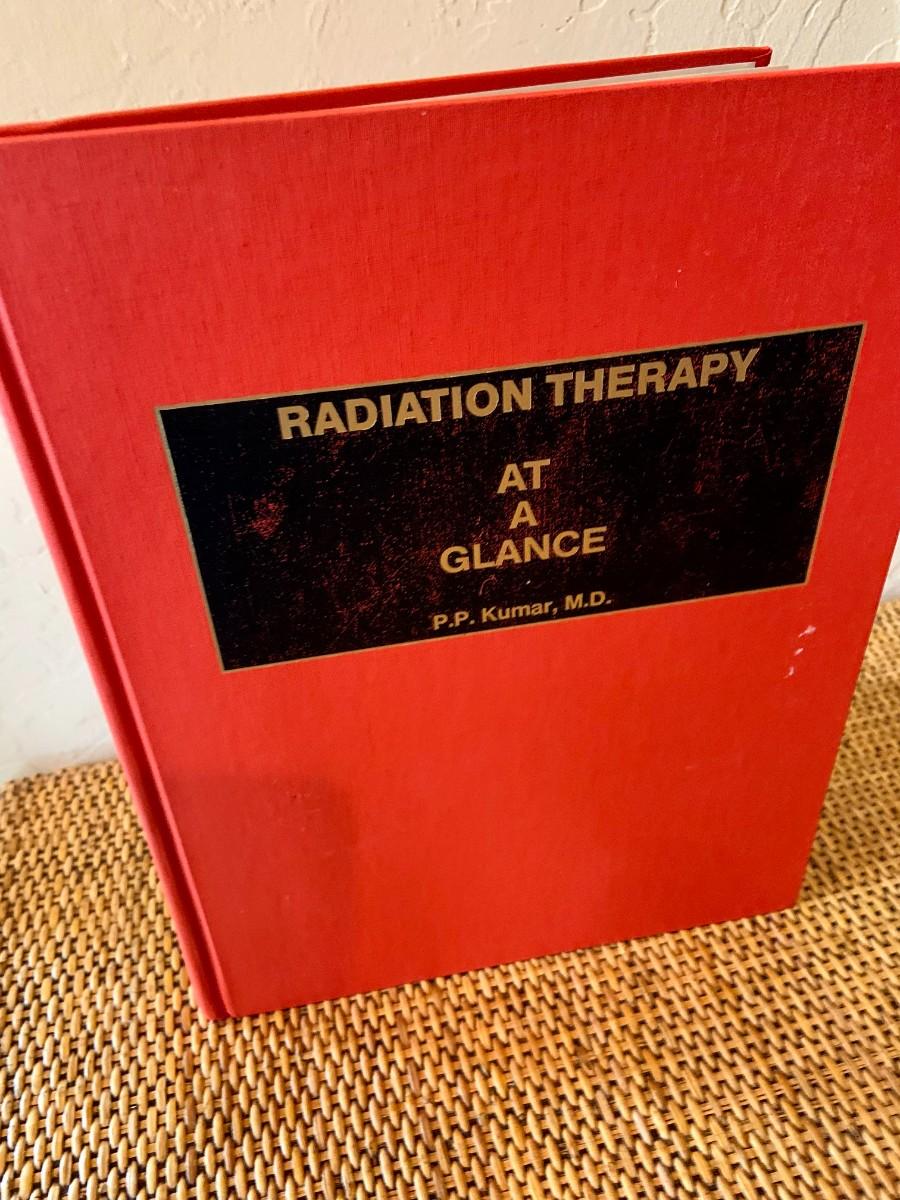 RADIATION THERAPY
AT
A
GLANCE
P.P. Kumar, M.D.